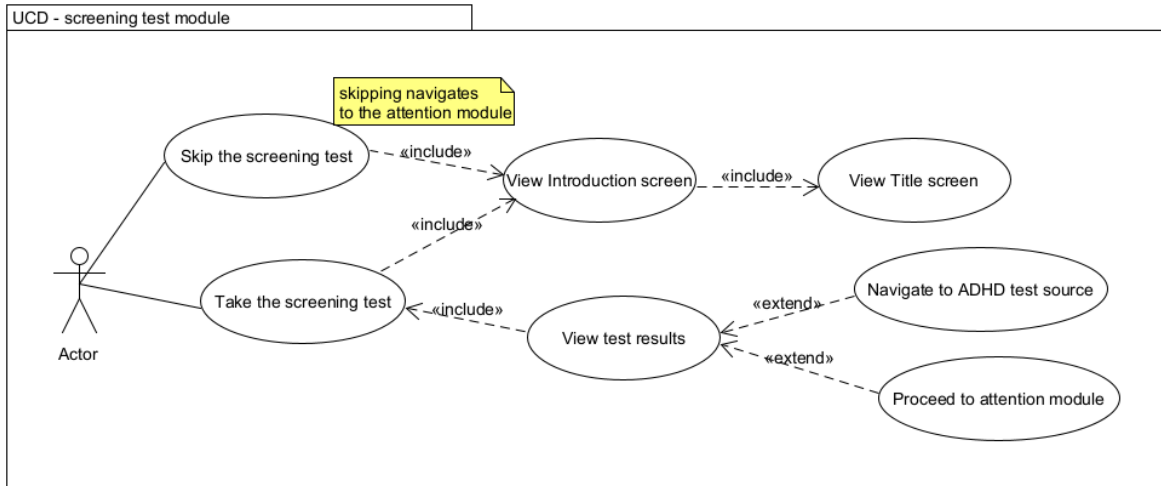 UCD - screening test module
skipping navigates
to the attention module
Skip the screening test
«include»
View Introduction screen
«include»
View Title screen
«include»
Take the screening test
«include»
View test results
«extend»
Navigate to ADHD test source
«extend»
Proceed to attention module
Actor